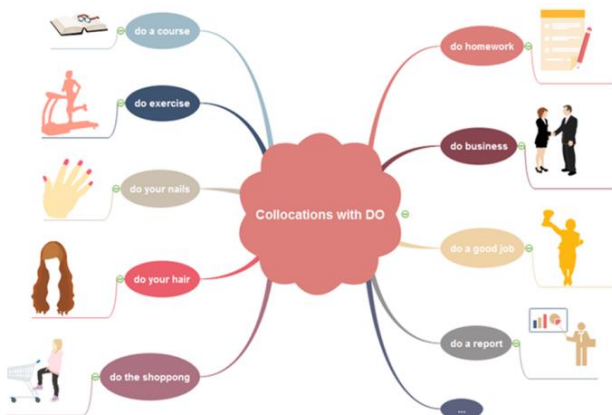 do a course
do exercise
do your nails
do your hair
do the shoppong
Collocations with DO
do homework
do business
do a good job
do a report
...